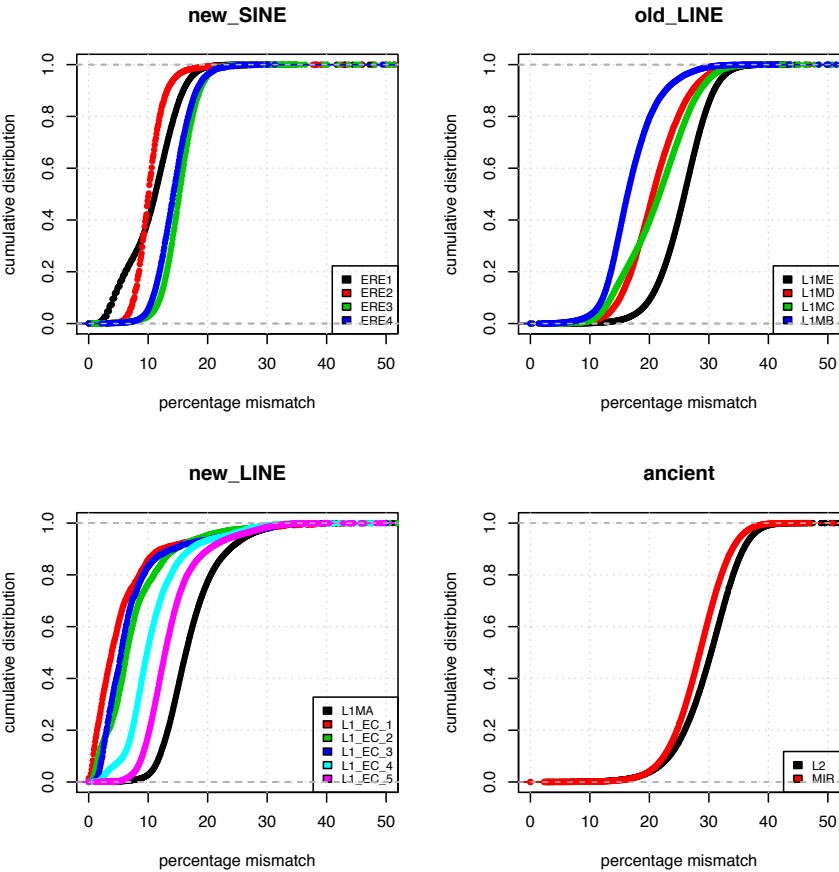 new_SINE
cumulative distribution
0.0 0.2 0.4 0.6 0.8 1.0
ERE1
ERE2
ERE3
ERE4
0 10 20 30 40 50
percentage mismatch
old_LINE
cumulative distribution
0.0 0.2 0.4 0.6 0.8 1.0
L1ME
L1MD
L1MC
L1MB
0 10 20 30 40 50
percentage mismatch
new_LINE
cumulative distribution
0.0 0.2 0.4 0.6 0.8 1.0
L1MA
L1_EC_1
L1_EC_2
L1_EC_3
L1_EC_4
L1_EC_5
0 10 20 30 40 50
percentage mismatch
ancient
cumulative distribution
0.0 0.2 0.4 0.6 0.8 1.0
L2
MIR
0 10 20 30 40 50
percentage mismatch